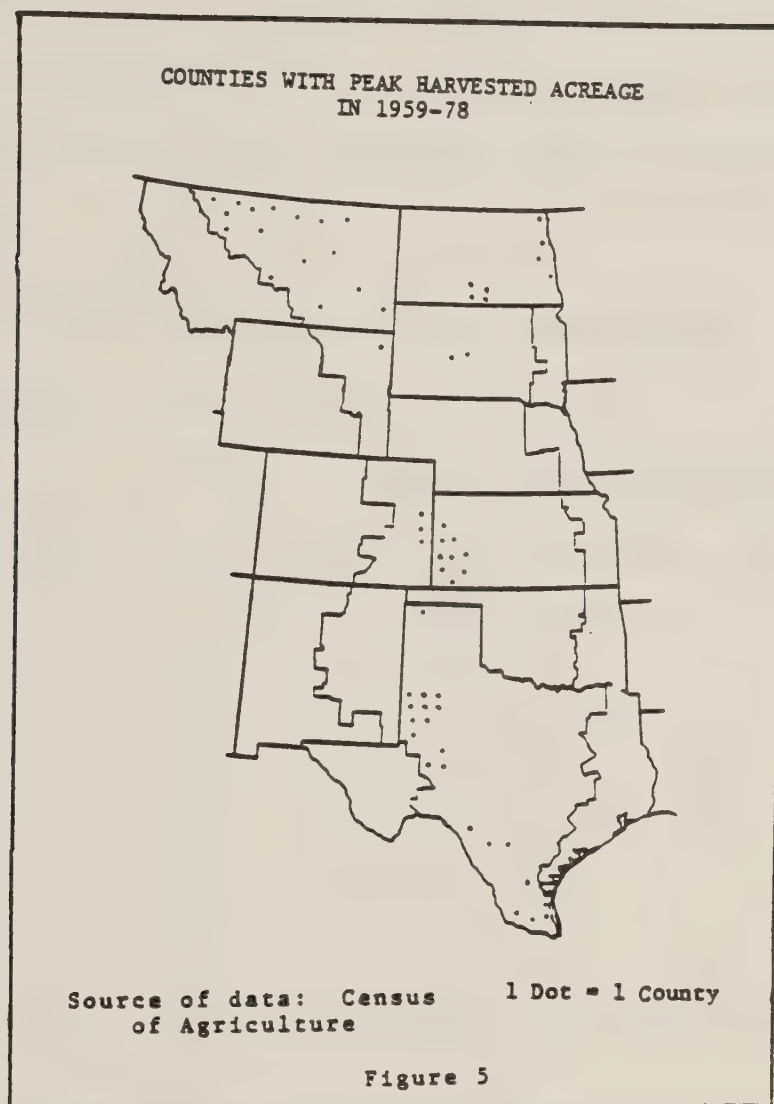 COUNTIES WITH PEAK HARVESTED ACREAGE
IN 1959-78
Source of data: Census
of Agriculture
1 Dot = 1 County
Figure 5